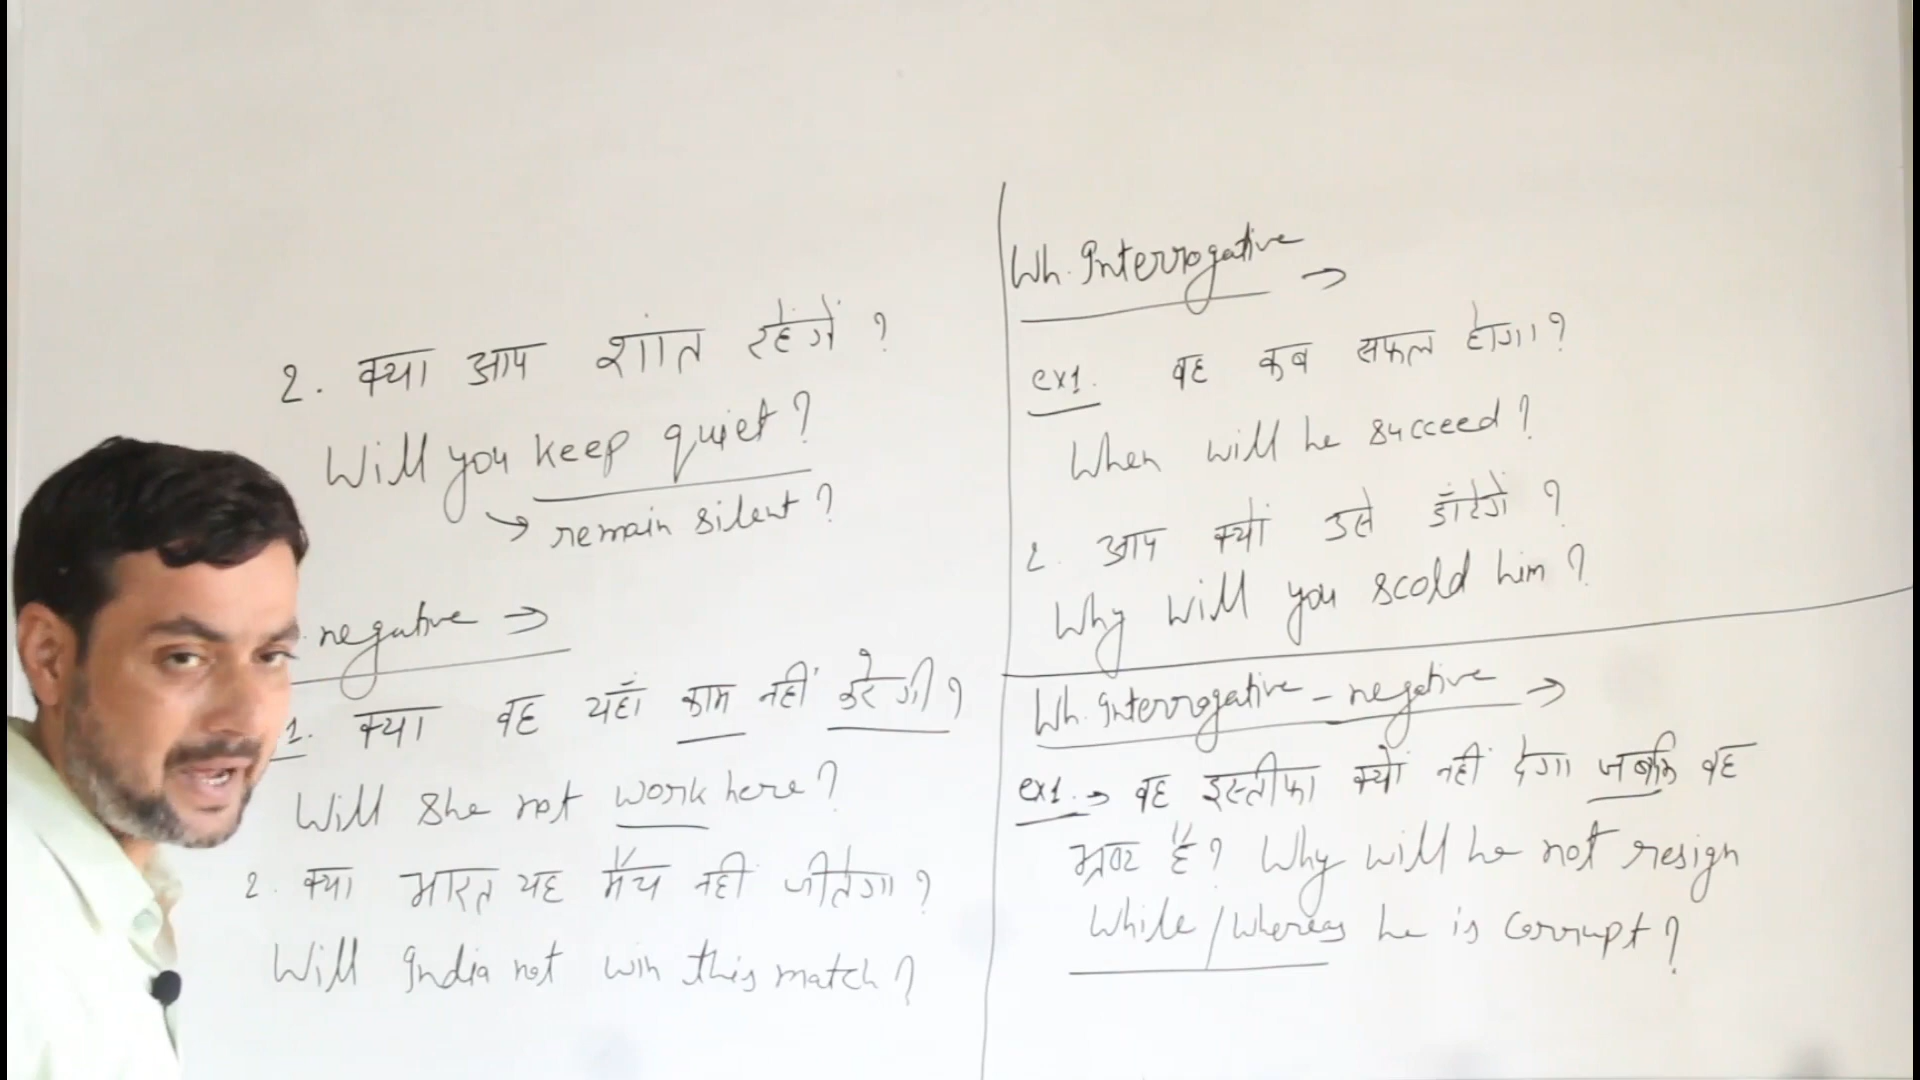 2. क्या आप शांत रहेंगें ?
Will you keep quiet ?
→ remain silent ?
. negative →
1. क्या वह यहाँ काम नहीं करेगी ?
Will she not work here ?
2. क्या भारत यह मैच नही जीतेगा ?
Will India not win this match ?
Wh. Interrogative →
ex1. वह कब सफल होगा ?
When will he succeed ?
2. आप क्यों उसे डाँटेगें ?
Why will you scold him ?
Wh. Interrogative - negative →
ex1. → वह इस्तीफा क्यों नही देगा जबकि वह
भ्रष्ट है ? Why will he not resign
While / Whereas he is corrupt ?